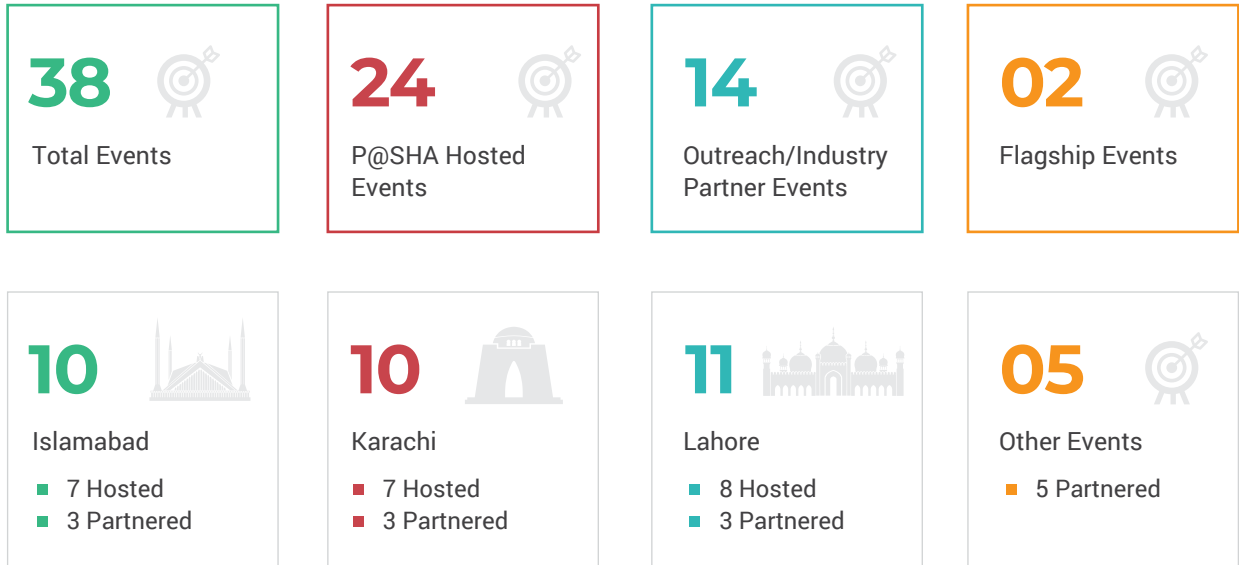 38
Total Events
24
P@SHA Hosted
Events
14
Outreach/Industry
Partner Events
02
Flagship Events
10
Islamabad
7 Hosted
3 Partnered
10
Karachi
7 Hosted
3 Partnered
11
Lahore
8 Hosted
3 Partnered
05
Other Events
5 Partnered